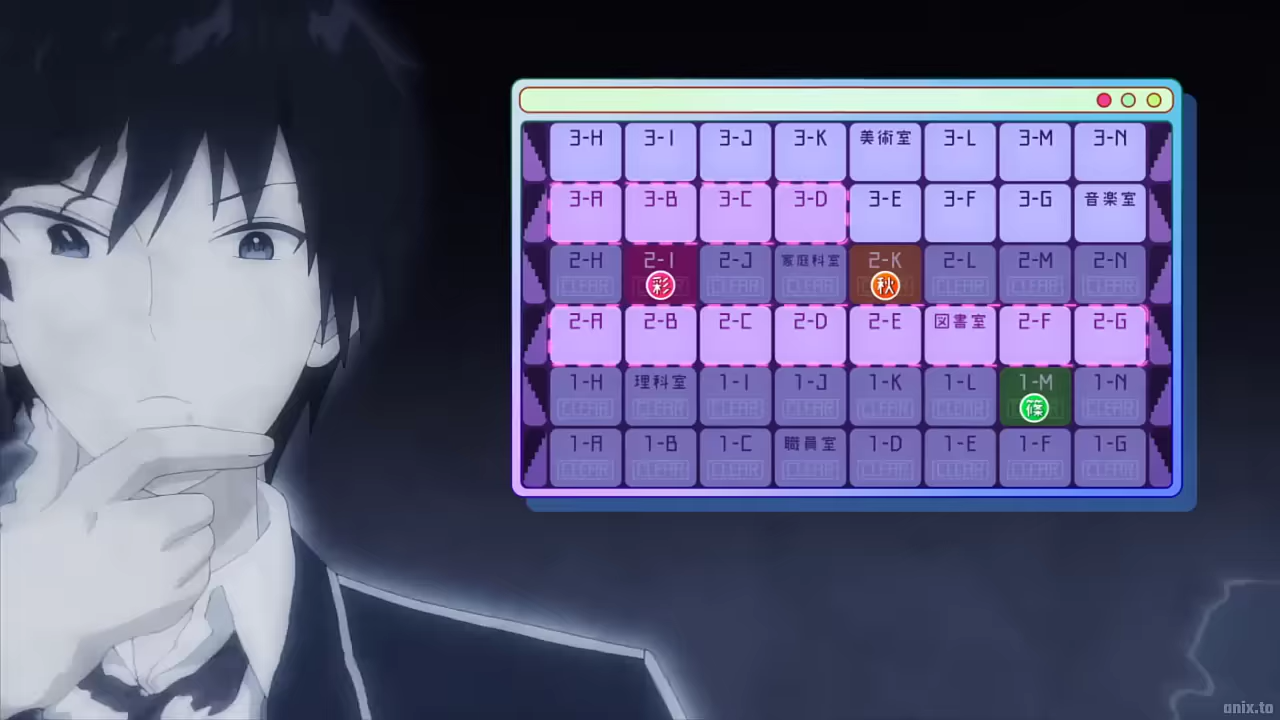 3-H 3-I 3-J 3-K 美術室 3-L 3-M 3-N
3-A 3-B 3-C 3-D 3-E 3-F 3-G 音楽室
2-H 2-I 2-J 家庭科室 2-K 2-L 2-M 2-N
CLEAR 彩 CLEAR CLEAR 秋 CLEAR CLEAR CLEAR
2-A 2-B 2-C 2-D 2-E 図書室 2-F 2-G
1-H 理科室 1-I 1-J 1-K 1-L 1-M 1-N
CLEAR CLEAR CLEAR CLEAR CLEAR CLEAR 篠 CLEAR
1-A 1-B 1-C 職員室 1-D 1-E 1-F 1-G
CLEAR CLEAR CLEAR CLEAR CLEAR CLEAR CLEAR CLEAR
anix.to